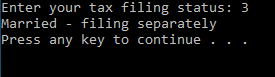 Enter your tax filing status: 3
Married - filing separately
Press any key to continue . . .